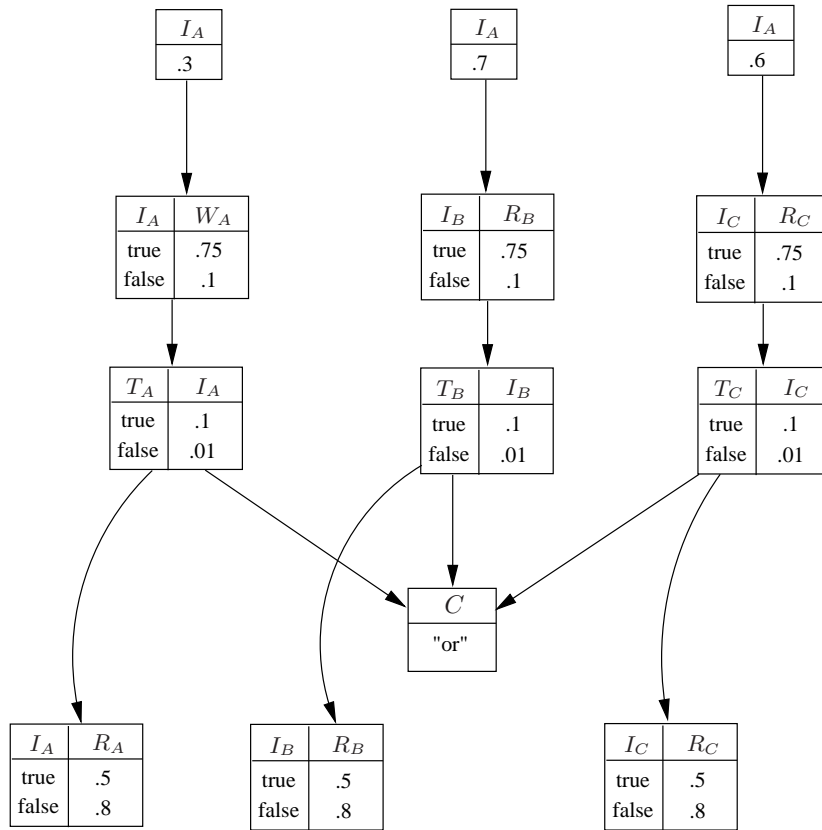 I_A I_A I_A
.3 .7 .6
I_A W_A I_B R_B I_C R_C
true .75 true .75 true .75
false .1 false .1 false .1
T_A I_A T_B I_B T_C I_C
true .1 true .1 true .1
false .01 false .01 false .01
C
"or"
I_A R_A I_B R_B I_C R_C
true .5 true .5 true .5
false .8 false .8 false .8